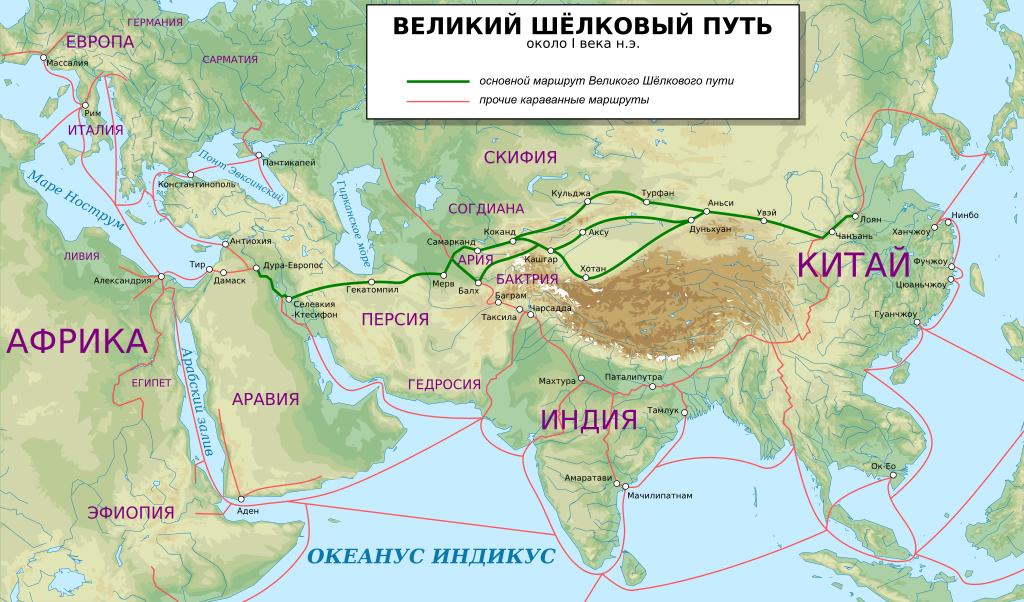 ВЕЛИКИЙ ШЁЛКОВЫЙ ПУТЬ
около I века н.э.
основной маршрут Великого Шёлкового пути
прочие караванные маршруты
ГЕРМАНИЯ
ЕВРОПА
Массалия
САРМАТИЯ
Рим
ИТАЛИЯ
Пантикапей
Понт Эвксинский
Константинополь
Маре Нострум
Гирканское море
СКИФИЯ
СОГДИАНА
Кульджа
Турфан
Аньси
Увэй
Лоян
Нинбо
Коканд
Самарканд
Аксу
Дуньхуан
Чанъань
Ханчжоу
Антиохия
ЛИВИЯ
Тир
Дура-Европос
Дамаск
Александрия
АРИЯ
Кашгар
Хотан
БАКТРИЯ
КИТАЙ
Фучжоу
Цюаньчжоу
Гекатомпил
Мерв
Балх
Баграм
Селевкия
-Ктесифон
ПЕРСИЯ
Таксила
Чарсадда
Гуанчжоу
АФРИКА
ЕГИПЕТ
Арабский залив
АРАВИЯ
ГЕДРОСИЯ
Махтура
Паталипутра
ИНДИЯ
Тамлук
Ок-Ео
Амаратави
Мачилипатнам
ЭФИОПИЯ
Аден
ОКЕАНУС ИНДИКУС